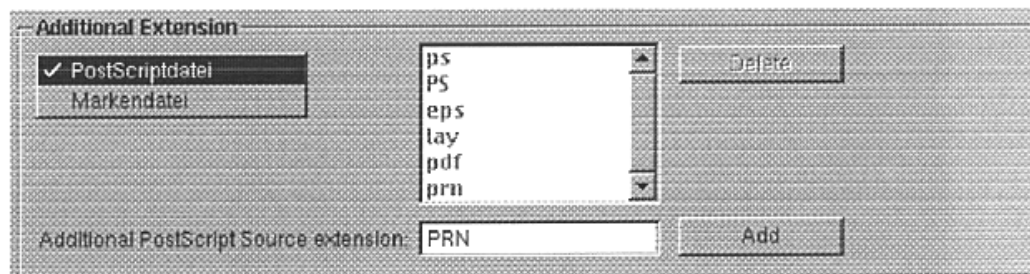 Additional Extension
✓ PostScriptdatei
Markendatei
ps
PS
eps
lay
pdf
prn
Delete
Additional PostScript Source extension: PRN
Add